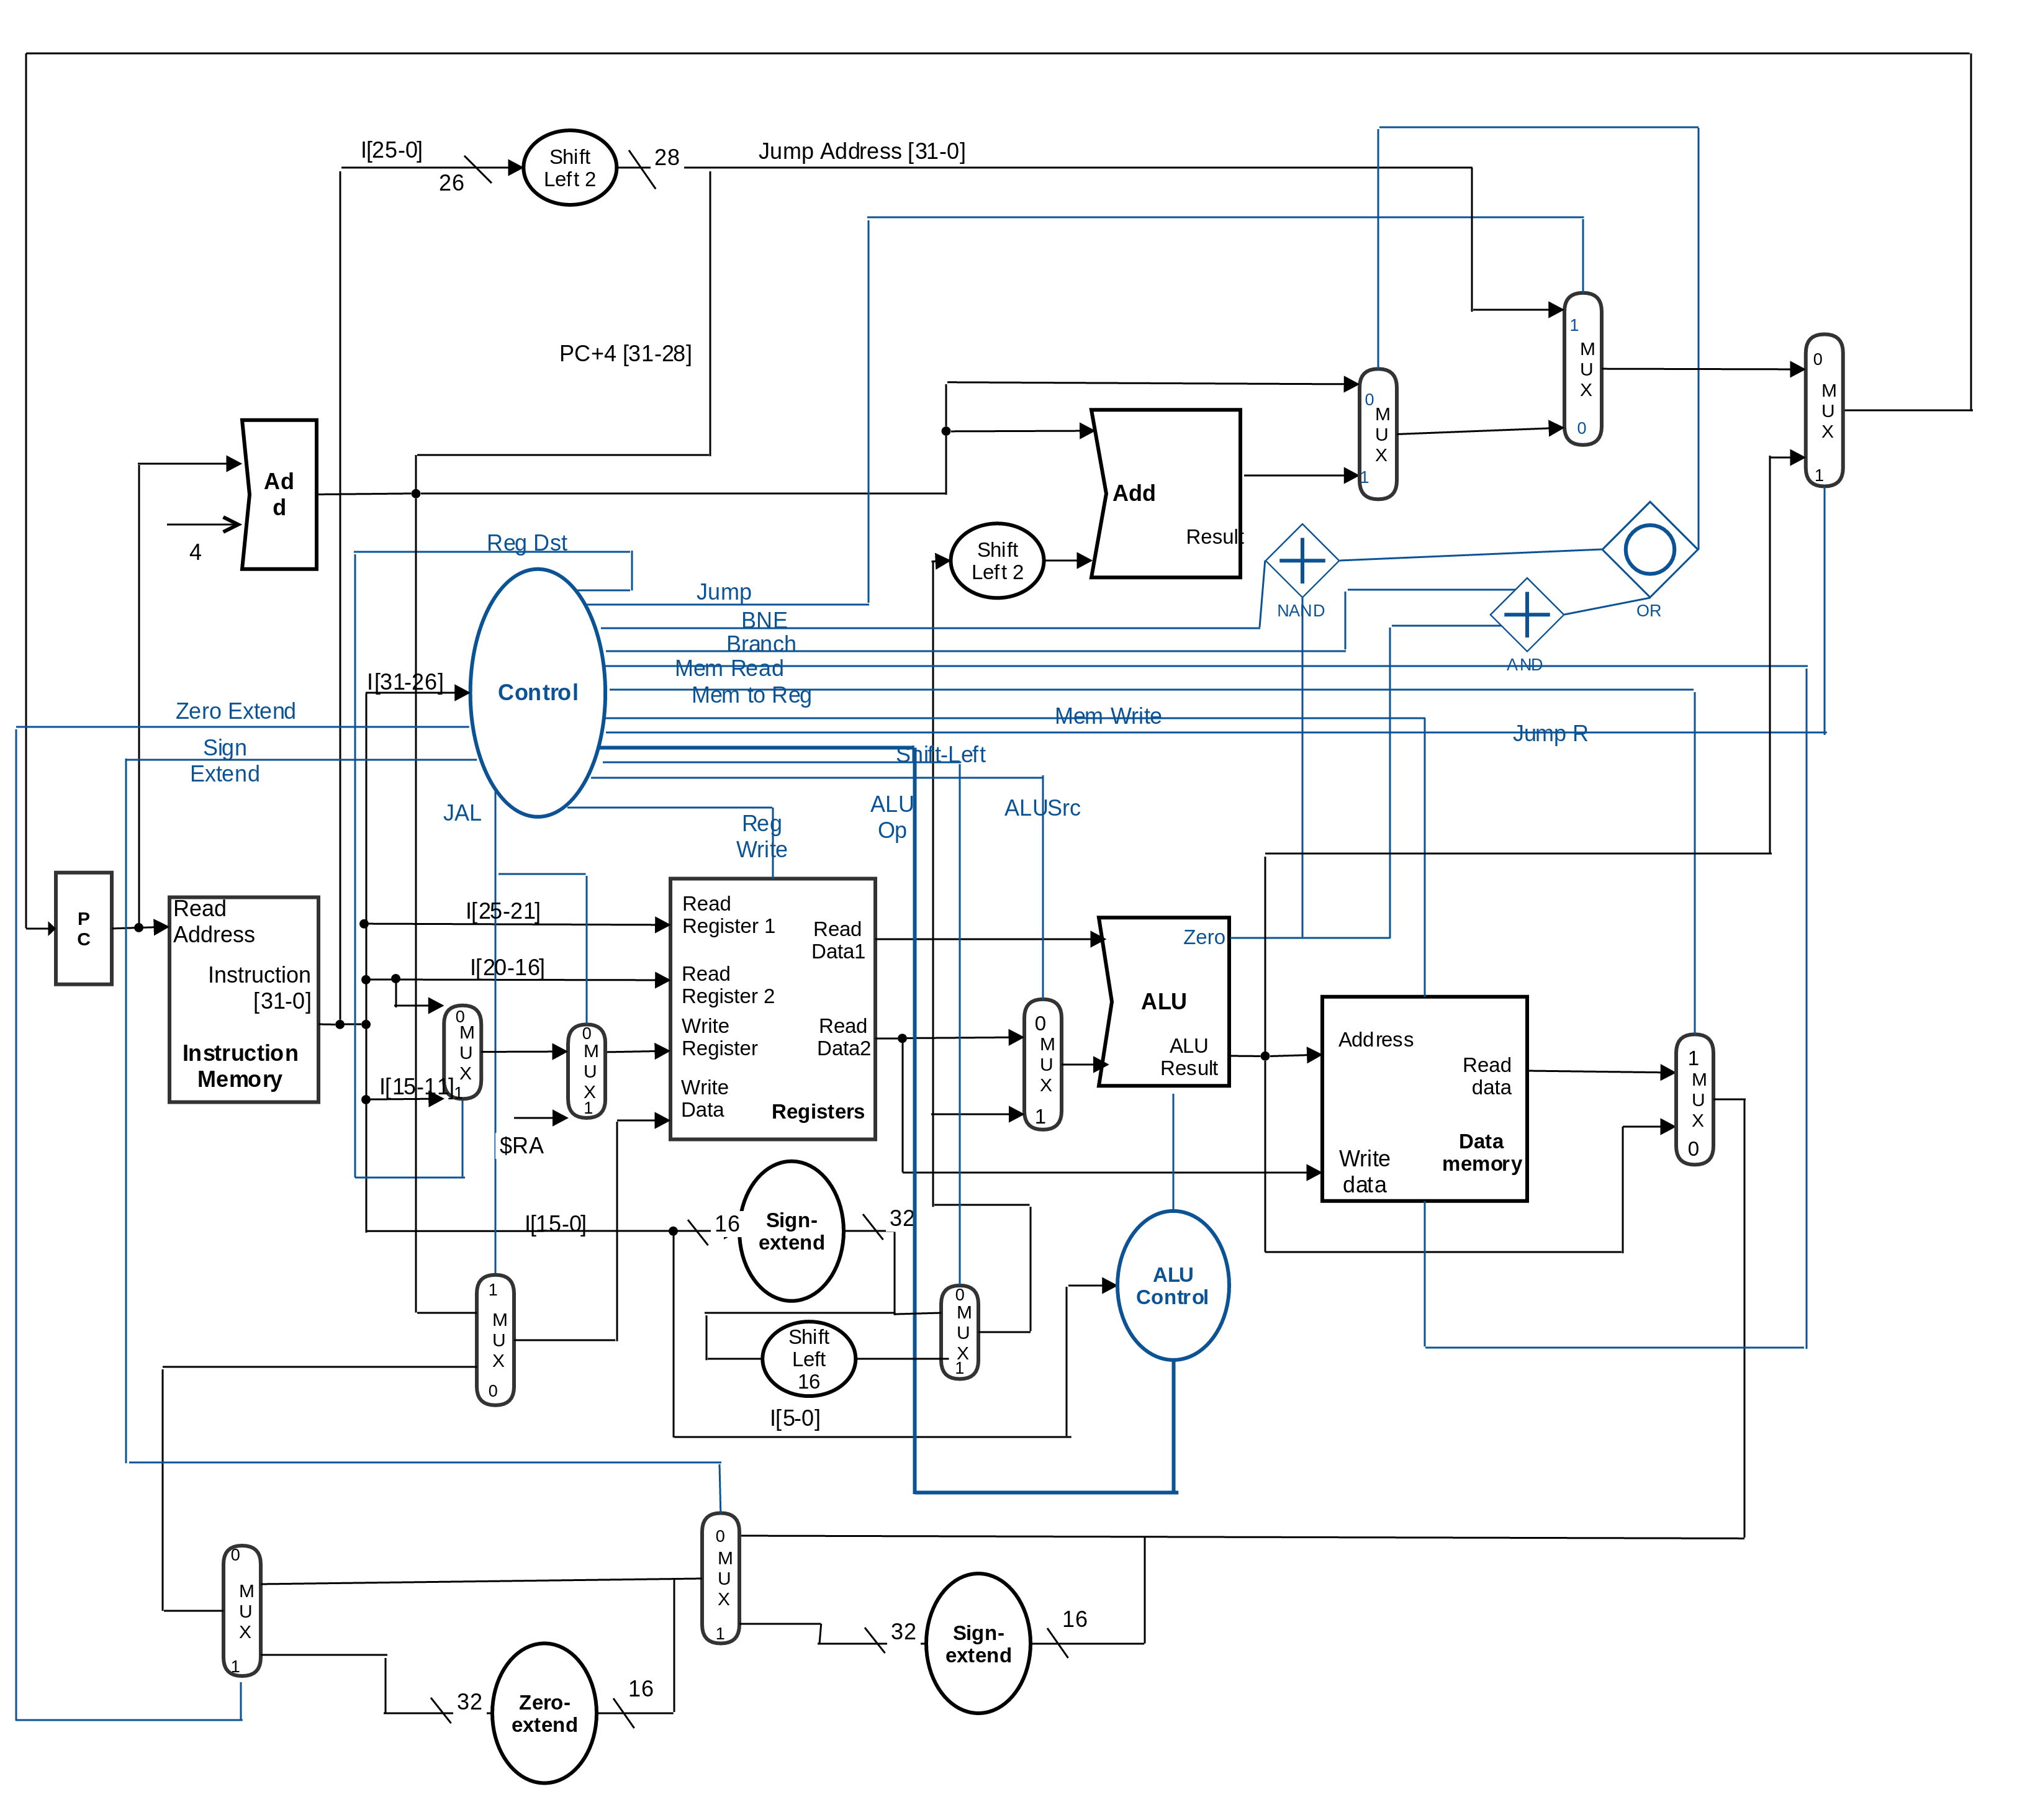 I[25-0]
26
Shift
Left 2
28
Jump Address [31-0]
PC+4 [31-28]
Ad
d
4
Add
Result
Shift
Left 2
0
M
U
X
1
1
M
U
X
0
0
M
U
X
1
NAND
AND
OR
Reg Dst
Jump
BNE
Branch
Mem Read
Mem to Reg
Mem Write
Jump R
Shift-Left
ALU
Op
ALUSrc
Reg
Write
JAL
Control
I[31-26]
Zero Extend
Sign
Extend
P
C
Read
Address
Instruction
[31-0]
Instruction
Memory
I[25-21]
I[20-16]
I[15-11]
0
M
U
X
1
0
M
U
X
1
$RA
Read
Register 1
Read
Register 2
Write
Register
Write
Data
Read
Data1
Read
Data2
Registers
0
M
U
X
1
Zero
ALU
ALU
Result
Address
Read
data
Write
data
Data
memory
1
M
U
X
0
I[15-0]
16
Sign-
extend
32
Shift
Left
16
0
M
U
X
1
ALU
Control
I[5-0]
1
M
U
X
0
0
M
U
X
1
0
M
U
X
1
32
Sign-
extend
16
32
Zero-
extend
16